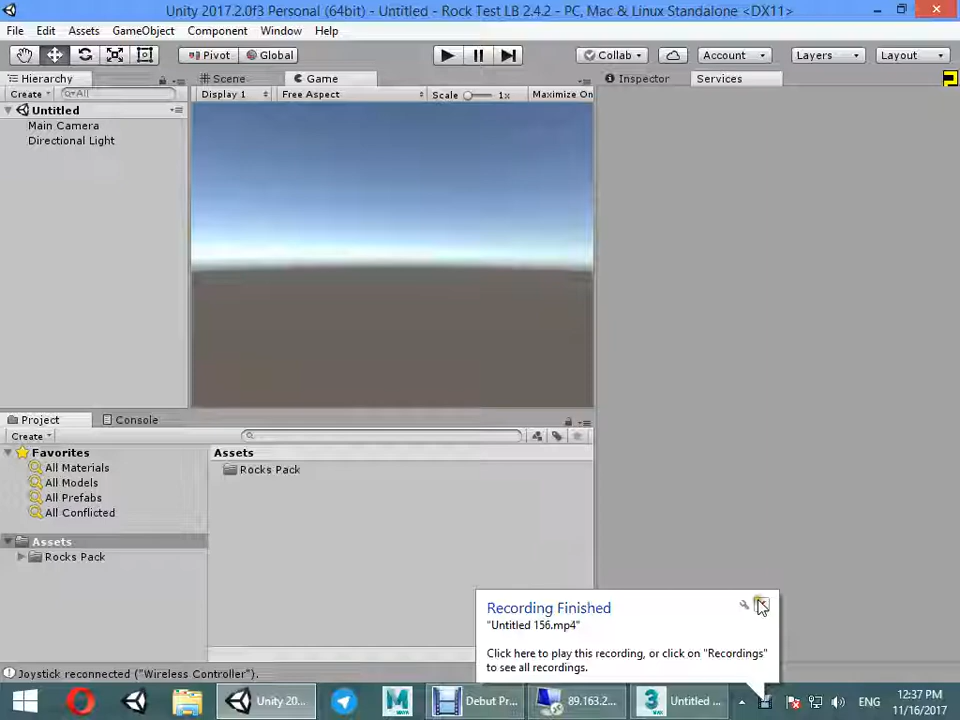 Unity 2017.2.0f3 Personal (64bit) - Untitled - Rock Test LB 2.4.2 - PC, Mac & Linux Standalone <DX11>
File Edit Assets GameObject Component Window Help
Pivot Global Collab Account Layers Layout
Hierarchy Scene Game Inspector Services
Create All Display 1 Free Aspect Scale 1x Maximize On
Untitled
Main Camera
Directional Light
Project Console
Create
Favorites
All Materials
All Models
All Prefabs
All Conflicted
Assets
Rocks Pack
Assets
Rocks Pack
Recording Finished
"Untitled 156.mp4"
Click here to play this recording, or click on "Recordings"
to see all recordings.
Joystick reconnected ("Wireless Controller")
Unity 20... Debut Pr... 89.163.2... Untitled ... ENG
12:37 PM
11/16/2017